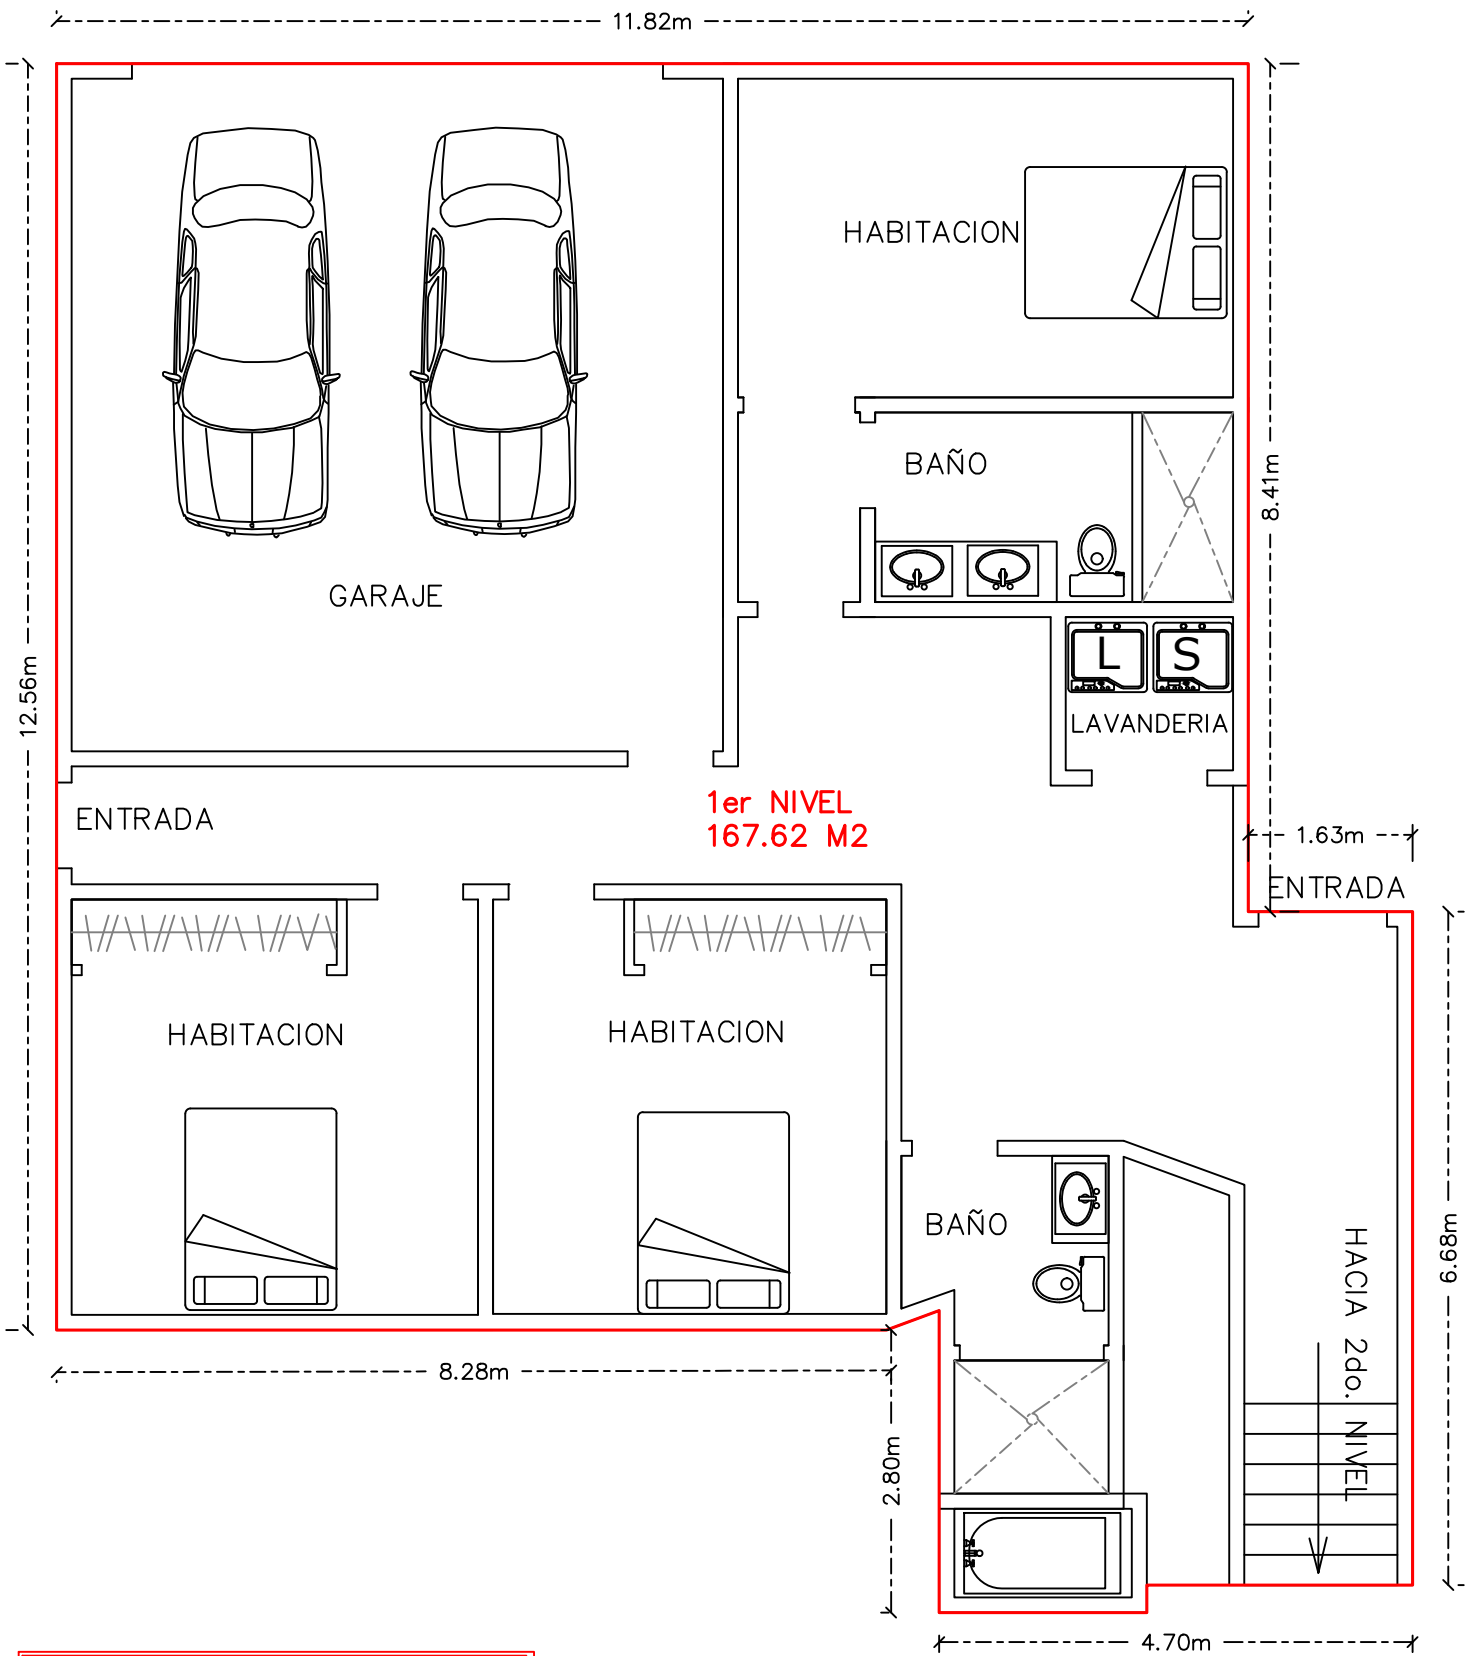 11.82m
HABITACION
BAÑO
8.41m
GARAJE
12.56m
L S
LAVANDERIA
1er NIVEL
167.62 M2
ENTRADA
1.63m
ENTRADA
HABITACION
HABITACION
BAÑO
HACIA 2do. NIVEL
6.68m
8.28m
2.80m
4.70m